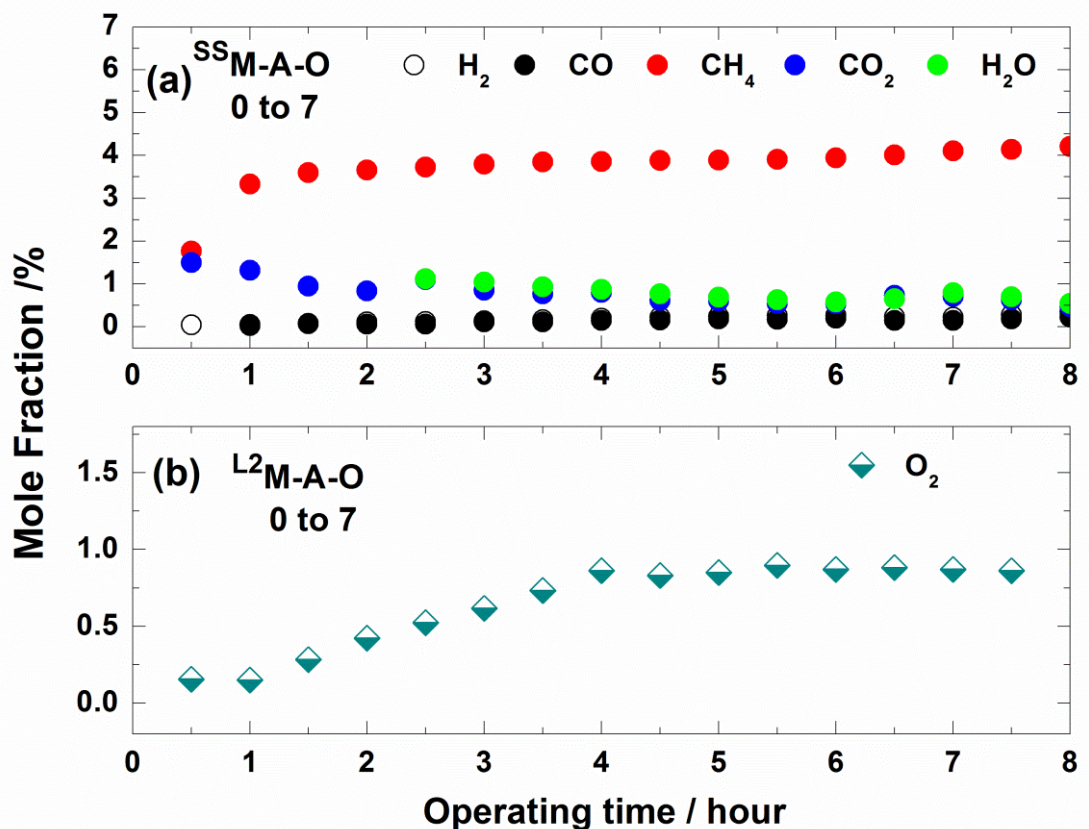 7
6
5
4
3
2
1
0
(a) SSM-A-O
0 to 7
H2 CO CH4 CO2 H2O
0 1 2 3 4 5 6 7 8
Mole Fraction /%
1.5
1.0
0.5
0.0
(b) L2M-A-O
0 to 7
O2
0 1 2 3 4 5 6 7 8
Operating time / hour